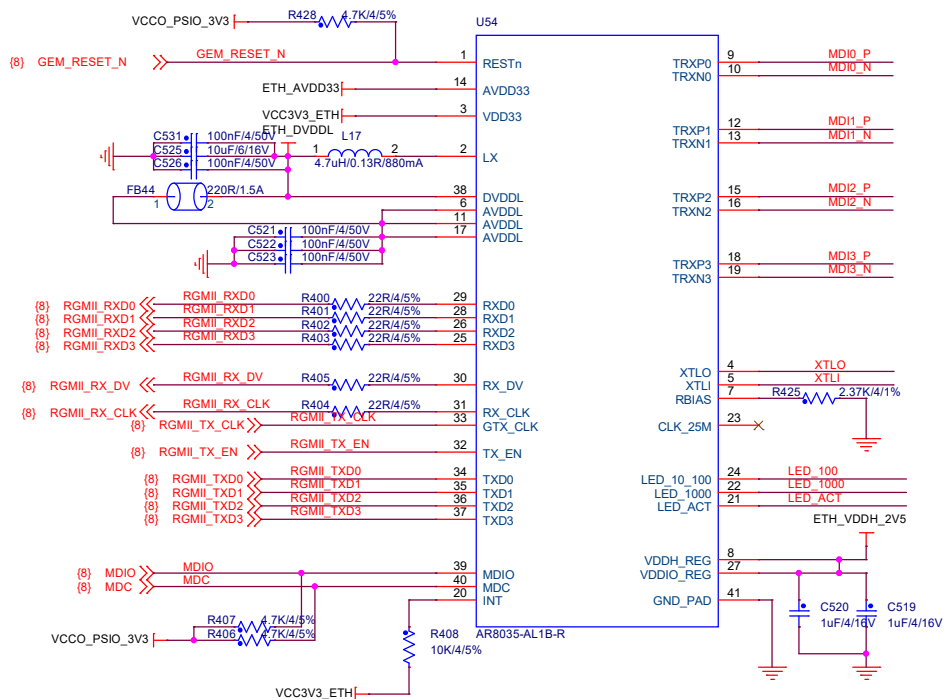 R428 4.7K/4/5% U54
VCCO_PSIO_3V3
{8} GEM_RESET_N GEM_RESET_N 1 RESTn TRXP0 9 MDI0_P
TRXN0 10 MDI0_N
ETH_AVDD33 14 AVDD33
VCC3V3_ETH 3 VDD33
ETH_DVDDL
C531 100nF/4/50V L17 TRXP1 12 MDI1_P
C525 10uF/6/16V 1 2 2 LX TRXN1 13 MDI1_N
C526 100nF/4/50V 4.7uH/0.13R/880mA
FB44 1 2 220R/1.5A 38 DVDDL TRXP2 15 MDI2_P
6 AVDDL TRXN2 16 MDI2_N
11 AVDDL
C521 100nF/4/50V 17 AVDDL
C522 100nF/4/50V
C523 100nF/4/50V TRXP3 18 MDI3_P
TRXN3 19 MDI3_N
{8} RGMII_RXD0 RGMII_RXD0 R400 22R/4/5% 29 RXD0
{8} RGMII_RXD1 RGMII_RXD1 R401 22R/4/5% 28 RXD1
{8} RGMII_RXD2 RGMII_RXD2 R402 22R/4/5% 26 RXD2
{8} RGMII_RXD3 RGMII_RXD3 R403 22R/4/5% 25 RXD3
XTLO 4 XTLO
{8} RGMII_RX_DV RGMII_RX_DV R405 22R/4/5% 30 RX_DV XTLI 5 XTLI
RBIAS 7 R425 2.37K/4/1%
{8} RGMII_RX_CLK RGMII_RX_CLK R404 22R/4/5% 31 RX_CLK
{8} RGMII_TX_CLK RGMII_TX_CLK 33 GTX_CLK CLK_25M 23
{8} RGMII_TX_EN RGMII_TX_EN 32 TX_EN
{8} RGMII_TXD0 RGMII_TXD0 34 TXD0 LED_10_100 24 LED_100
{8} RGMII_TXD1 RGMII_TXD1 35 TXD1 LED_1000 22 LED_1000
{8} RGMII_TXD2 RGMII_TXD2 36 TXD2 LED_ACT 21 LED_ACT
{8} RGMII_TXD3 RGMII_TXD3 37 TXD3
ETH_VDDH_2V5
VDDH_REG 8
{8} MDIO MDIO 39 MDIO VDDIO_REG 27
{8} MDC MDC 40 MDC
20 INT GND_PAD 41
C520 1uF/4/16V
C519 1uF/4/16V
R407 4.7K/4/5%
VCCO_PSIO_3V3 R406 4.7K/4/5% R408 10K/4/5% AR8035-AL1B-R
VCC3V3_ETH